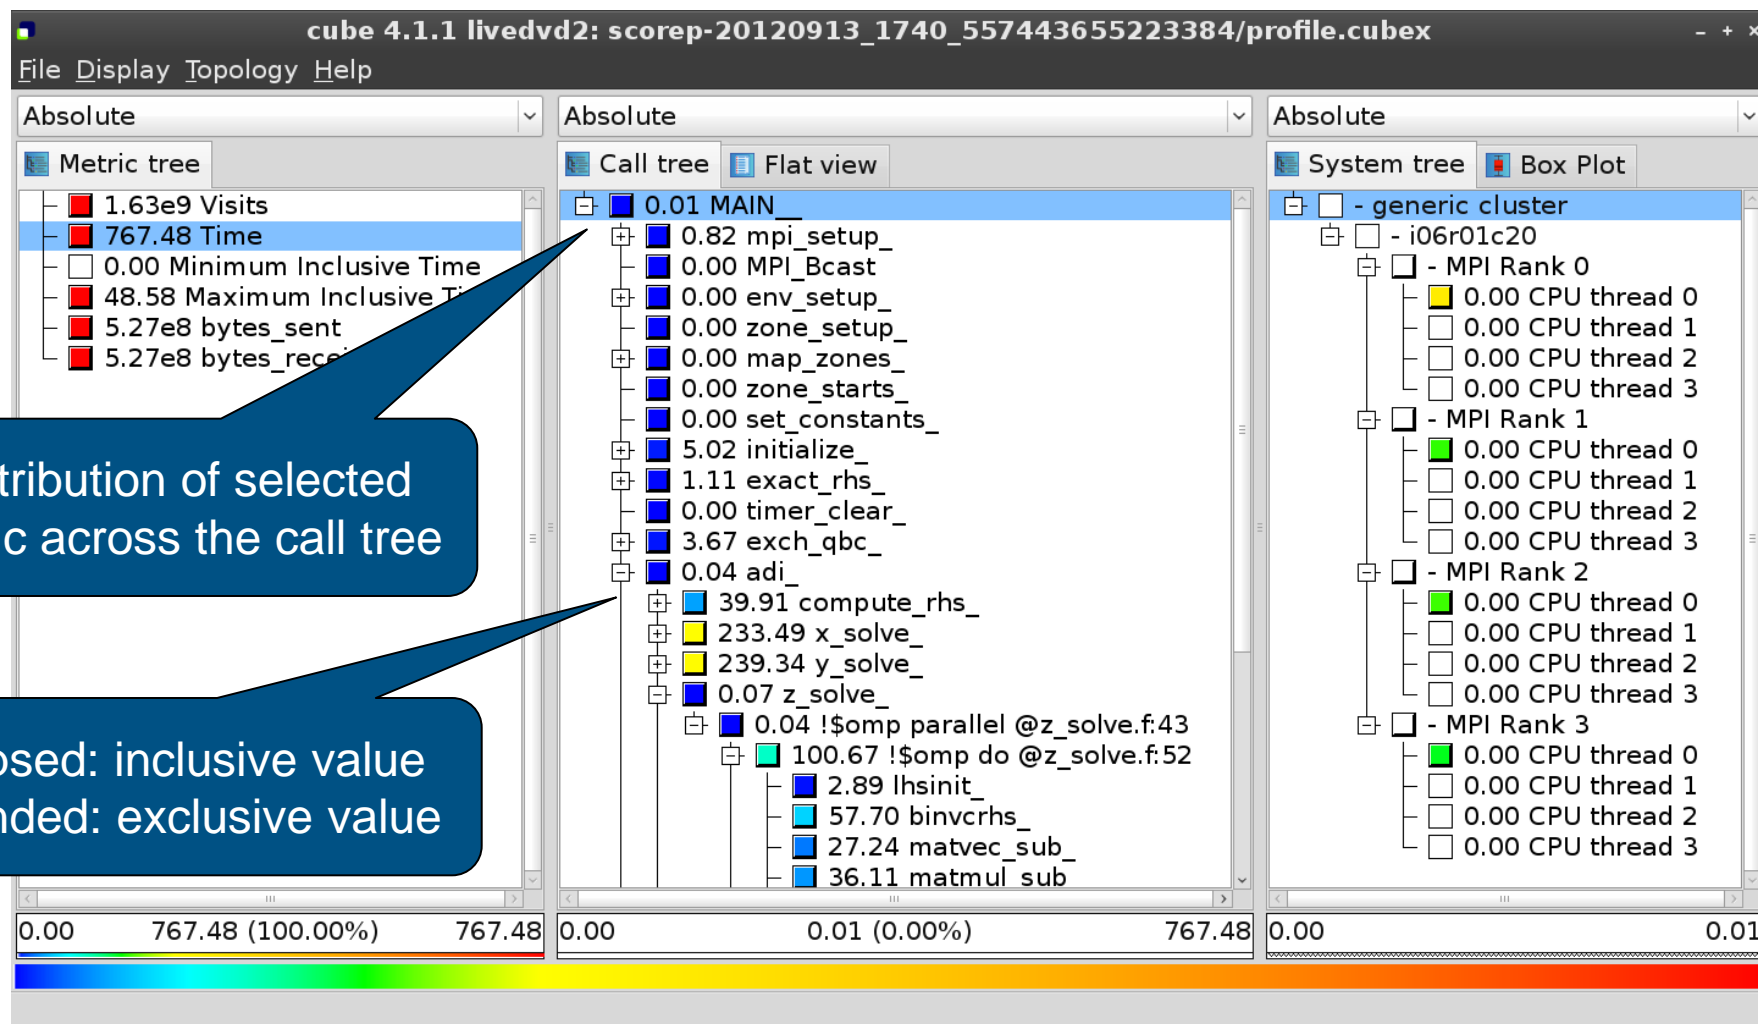 cube 4.1.1 livedvd2: scorep-20120913_1740_557443655223384/profile.cubex
File Display Topology Help
Absolute
Absolute
Absolute
Metric tree
Call tree
Flat view
System tree
Box Plot
1.63e9 Visits
767.48 Time
0.00 Minimum Inclusive Time
48.58 Maximum Inclusive
5.27e8 bytes_sent
5.27e8
0.01 MAIN__
0.82 mpi_setup_
0.00 MPI_Bcast
0.00 env_setup_
0.00 zone_setup_
0.00 map_zones_
0.00 zone_starts_
0.00 set_constants_
5.02 initialize_
1.11 exact_rhs_
0.00 timer_clear_
3.67 exch_qbc_
0.04 adi_
39.91 compute_rhs_
233.49 x_solve_
239.34 y_solve_
0.07 z_solve_
0.04 !$omp parallel @z_solve.f:43
100.67 !$omp do @z_solve.f:52
2.89 lhsinit_
57.70 binvcrhs_
27.24 matvec_sub_
36.11 matmul_sub
- generic cluster
- i06r01c20
- MPI Rank 0
0.00 CPU thread 0
0.00 CPU thread 1
0.00 CPU thread 2
0.00 CPU thread 3
- MPI Rank 1
0.00 CPU thread 0
0.00 CPU thread 1
0.00 CPU thread 2
0.00 CPU thread 3
- MPI Rank 2
0.00 CPU thread 0
0.00 CPU thread 1
0.00 CPU thread 2
0.00 CPU thread 3
- MPI Rank 3
0.00 CPU thread 0
0.00 CPU thread 1
0.00 CPU thread 2
0.00 CPU thread 3
tribution of selected
c across the call tree
osed: inclusive value
nded: exclusive value
0.00 767.48 (100.00%) 767.48
0.00 0.01 (0.00%) 767.48
0.00 0.01